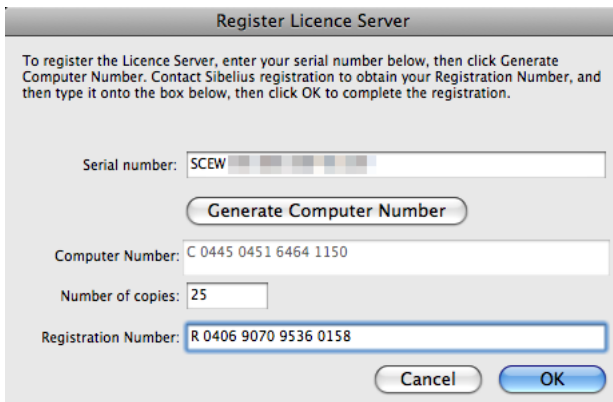 Register Licence Server
To register the Licence Server, enter your serial number below, then click Generate
Computer Number. Contact Sibelius registration to obtain your Registration Number, and
then type it onto the box below, then click OK to complete the registration.
Serial number: SCEW
Generate Computer Number
Computer Number: C 0445 0451 6464 1150
Number of copies: 25
Registration Number: R 0406 9070 9536 0158
Cancel OK